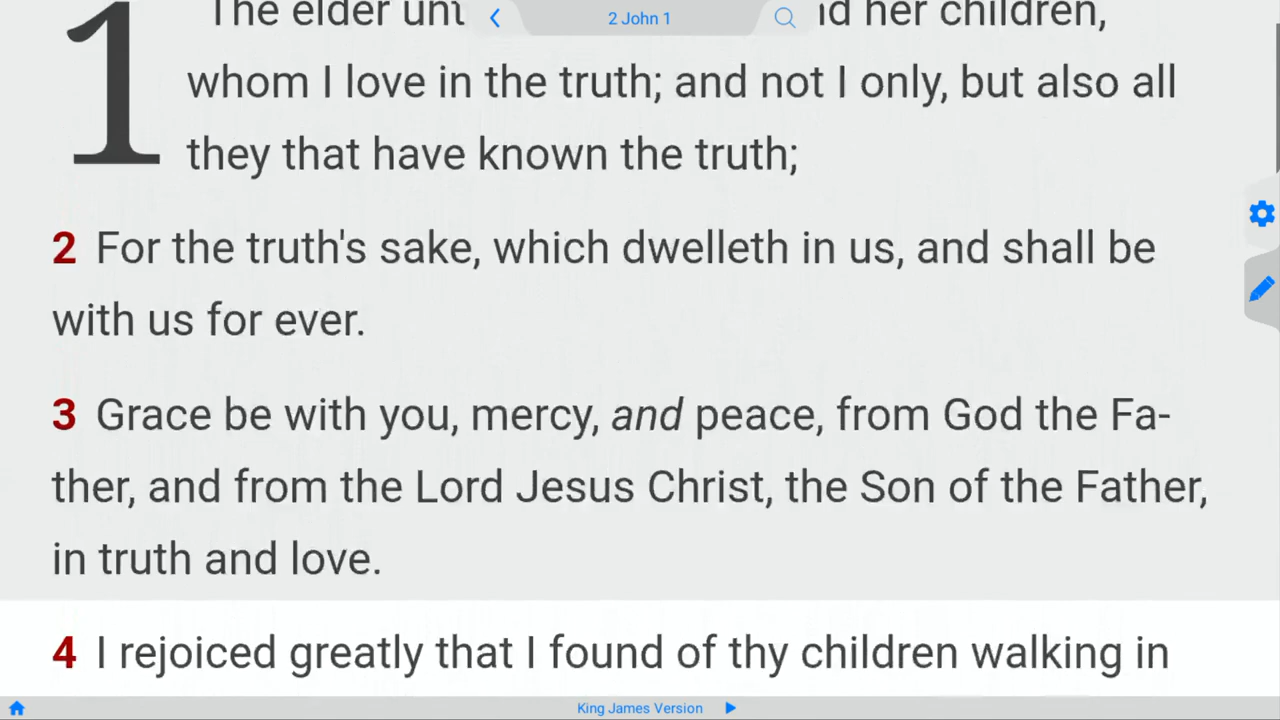 2 John 1
1 The elder
her children,
whom I love in the truth; and not I only, but also all
they that have known the truth;
2 For the truth's sake, which dwelleth in us, and shall be
with us for ever.
3 Grace be with you, mercy, and peace, from God the Fa-
ther, and from the Lord Jesus Christ, the Son of the Father,
in truth and love.
4 I rejoiced greatly that I found of thy children walking in
King James Version